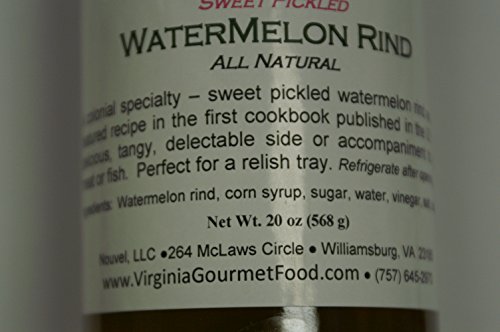 SWEET PICKLED
WATERMELON RIND
ALL NATURAL
colonial specialty – sweet pickled watermelon rind
recipe in the first cookbook published in the
tangy, delectable side or accompaniment
or fish. Perfect for a relish tray. Refrigerate after
Watermelon rind, corn syrup, sugar, water, vinegar,
Net Wt. 20 oz (568 g)
Nouvel, LLC •264 McLaws Circle • Williamsburg, VA
www.VirginiaGourmetFood.com • (757)